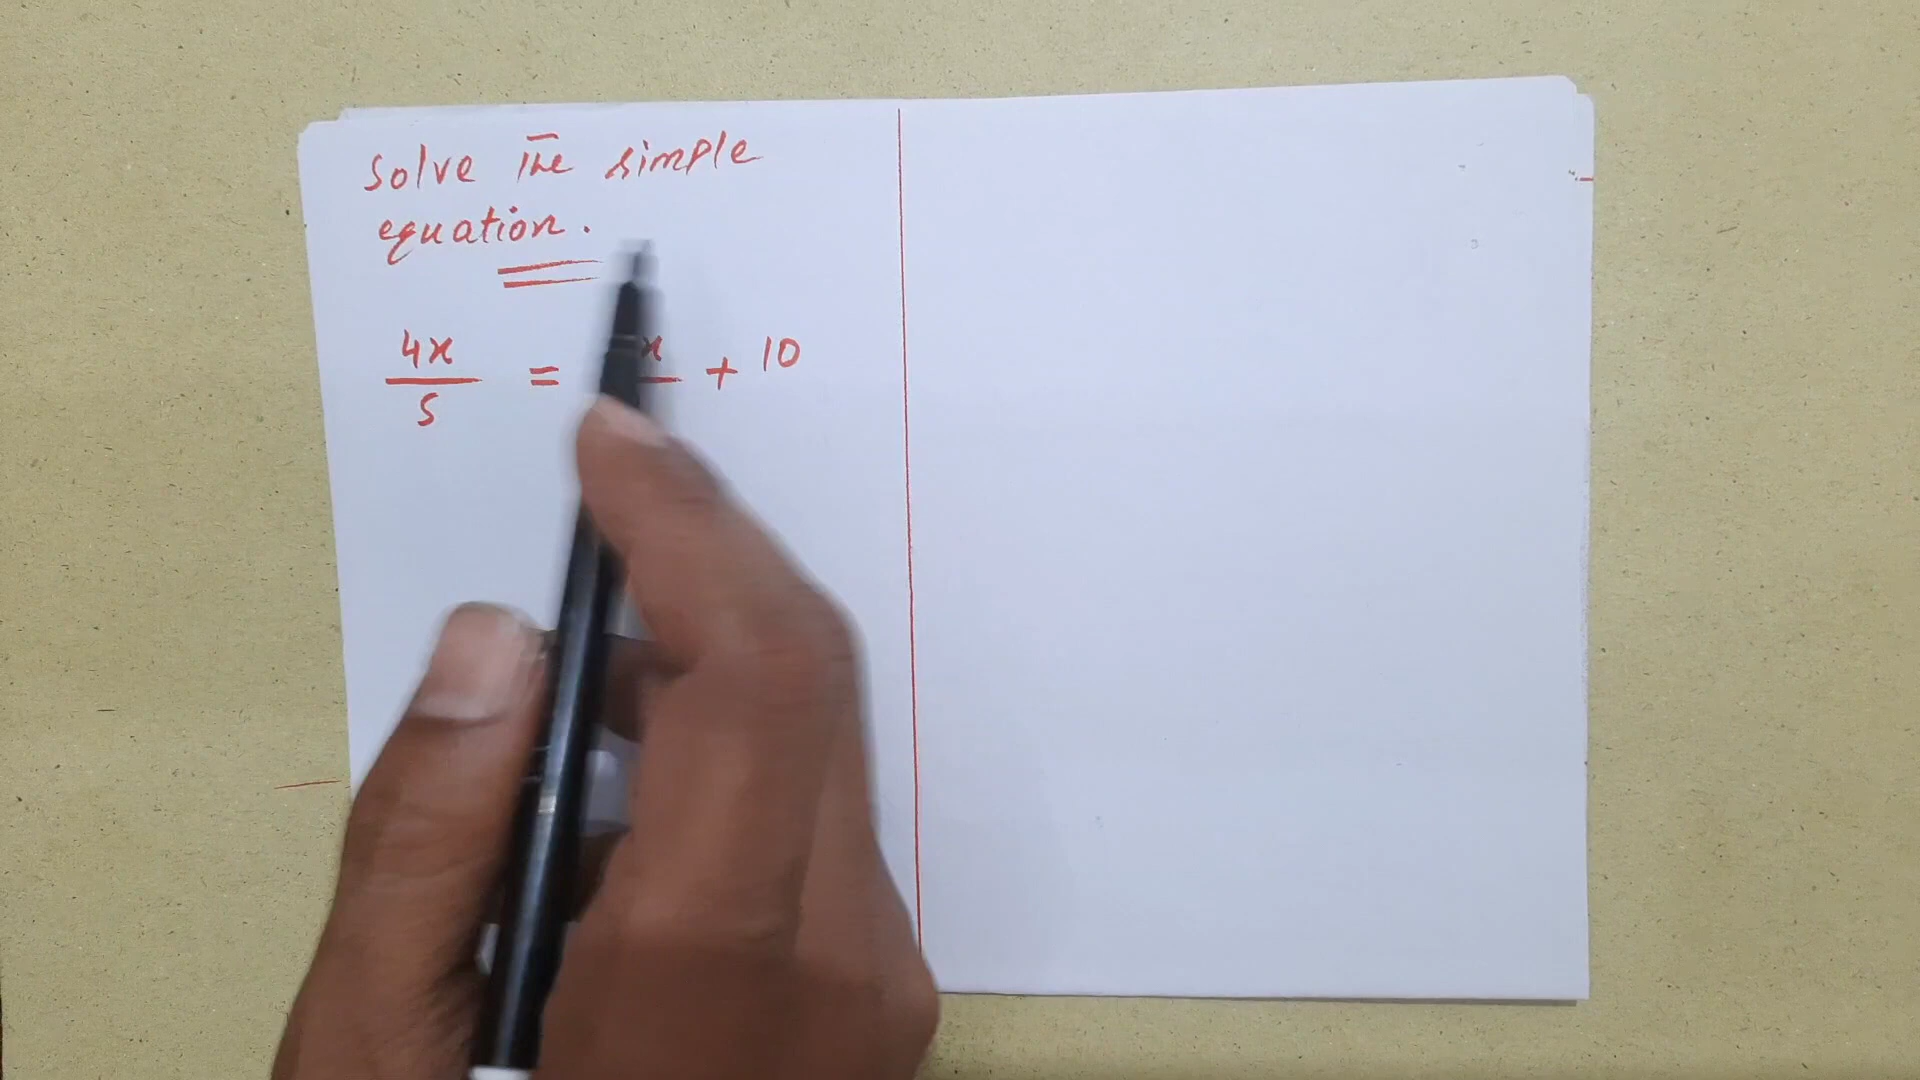 Solve the simple
equation.
4x = x + 10
5